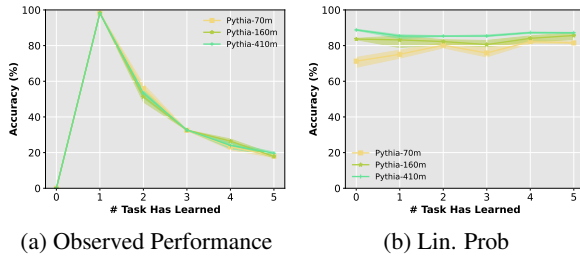 100
80
60
40
20
0
Accuracy (%)
Pythia-70m
Pythia-160m
Pythia-410m
0 1 2 3 4 5
# Task Has Learned
(a) Observed Performance
100
80
60
40
20
0
Accuracy (%)
Pythia-70m
Pythia-160m
Pythia-410m
0 1 2 3 4 5
# Task Has Learned
(b) Lin. Prob